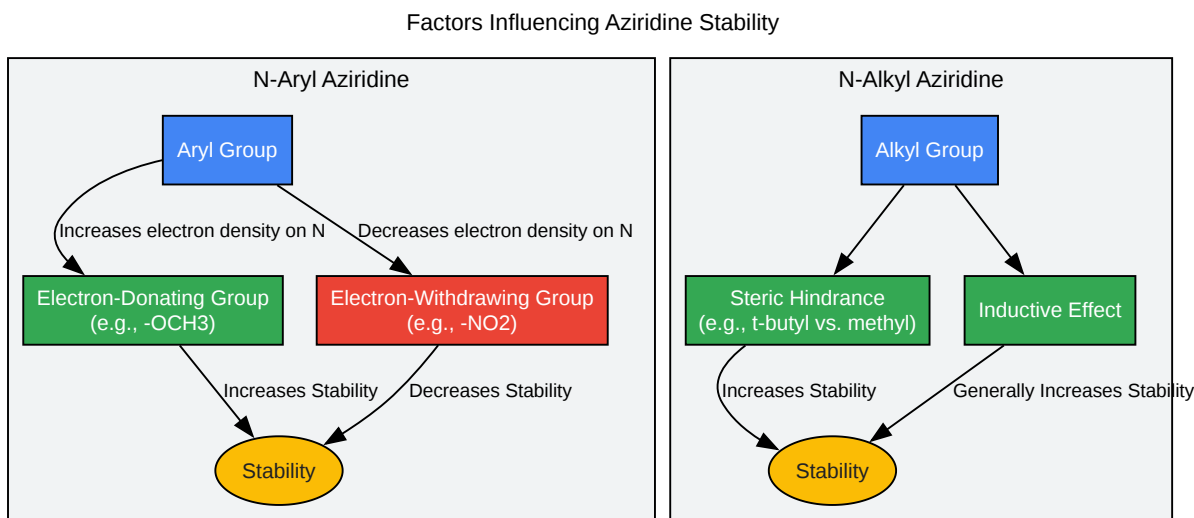 Factors Influencing Aziridine Stability
N-Aryl Aziridine
Aryl Group
Increases electron density on N
Decreases electron density on N
Electron-Donating Group
(e.g., -OCH3)
Electron-Withdrawing Group
(e.g., -NO2)
Increases Stability
Decreases Stability
Stability
N-Alkyl Aziridine
Alkyl Group
Steric Hindrance
(e.g., t-butyl vs. methyl)
Inductive Effect
Increases Stability
Generally Increases Stability
Stability